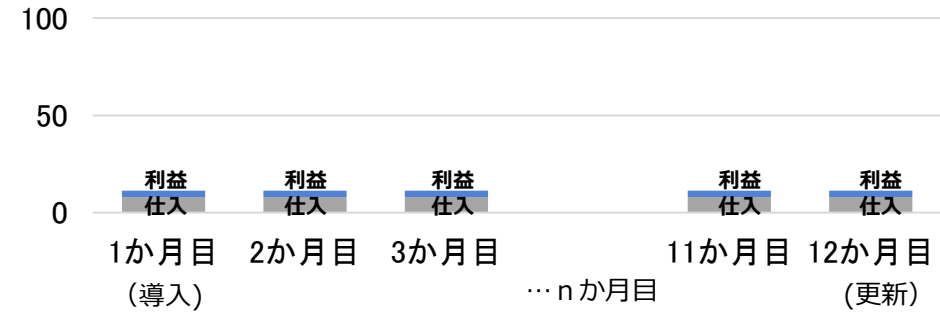 100
50
利益 利益 利益 利益 利益
仕入 仕入 仕入 仕入 仕入
0
1か月目 2か月目 3か月目 11か月目 12か月目
（導入) …nか月目 (更新）